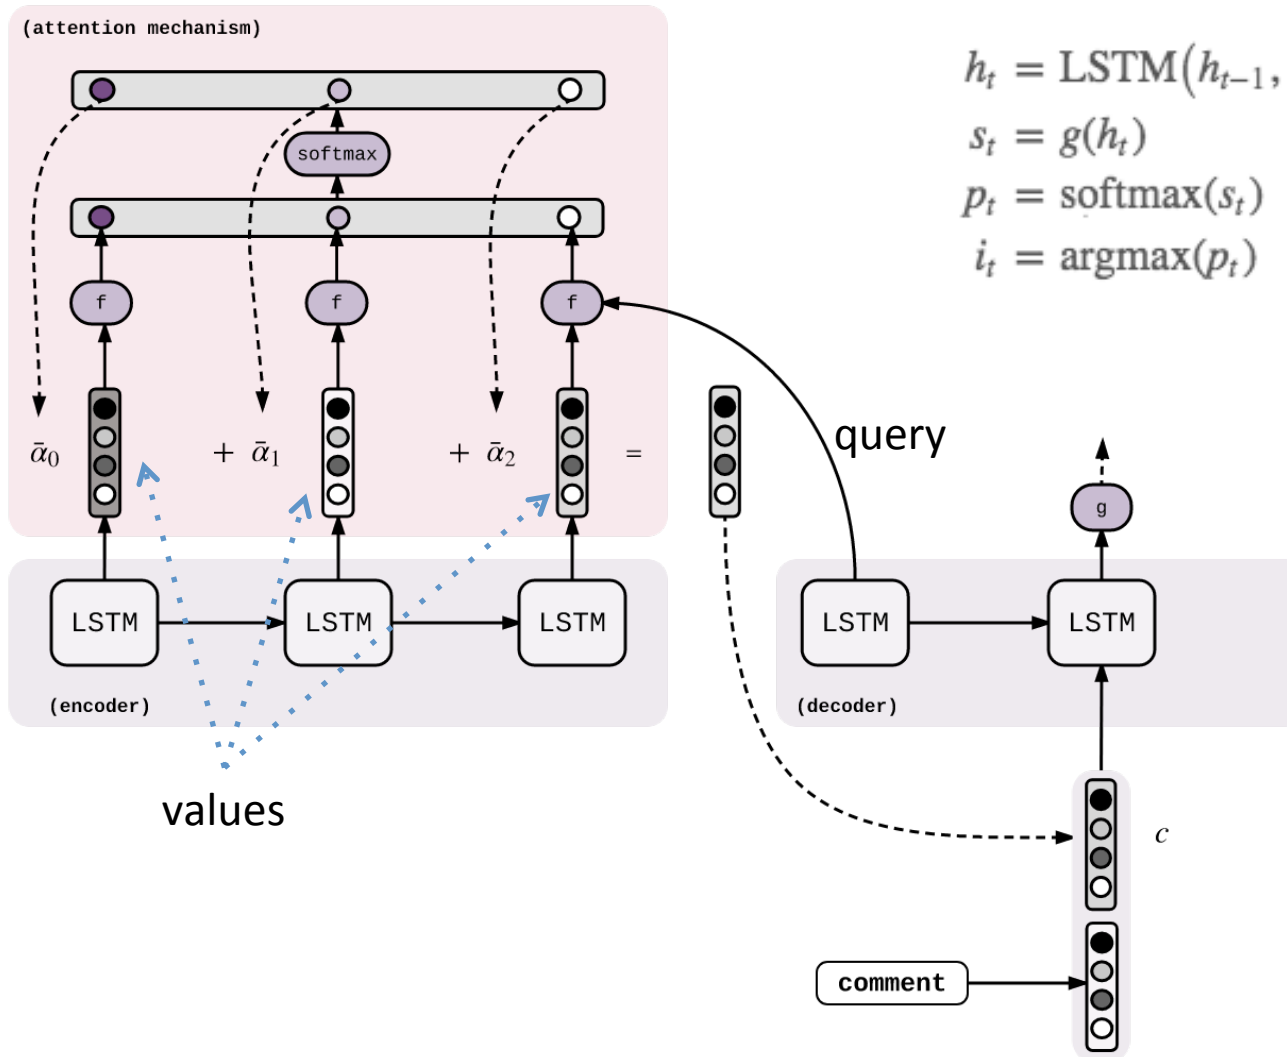 (attention mechanism)
softmax
f f f
ᾱ₀ + ᾱ₁ + ᾱ₂ =
LSTM LSTM LSTM
(encoder)
values
hₜ = LSTM(hₜ₋₁,
sₜ = g(hₜ)
pₜ = softmax(sₜ)
iₜ = argmax(pₜ)
query
g
LSTM LSTM
(decoder)
c
comment